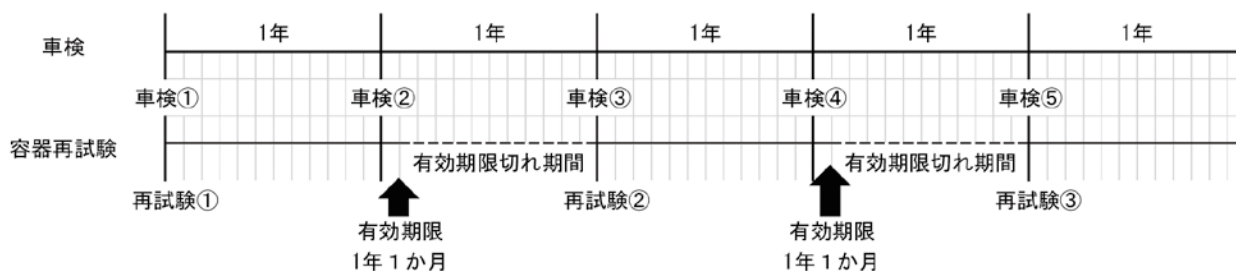 車検
1年
1年
1年
1年
1年
車検①
車検②
車検③
車検④
車検⑤
容器再試験
有効期限切れ期間
有効期限切れ期間
再試験①
再試験②
再試験③
有効期限
1年１か月
有効期限
1年１か月